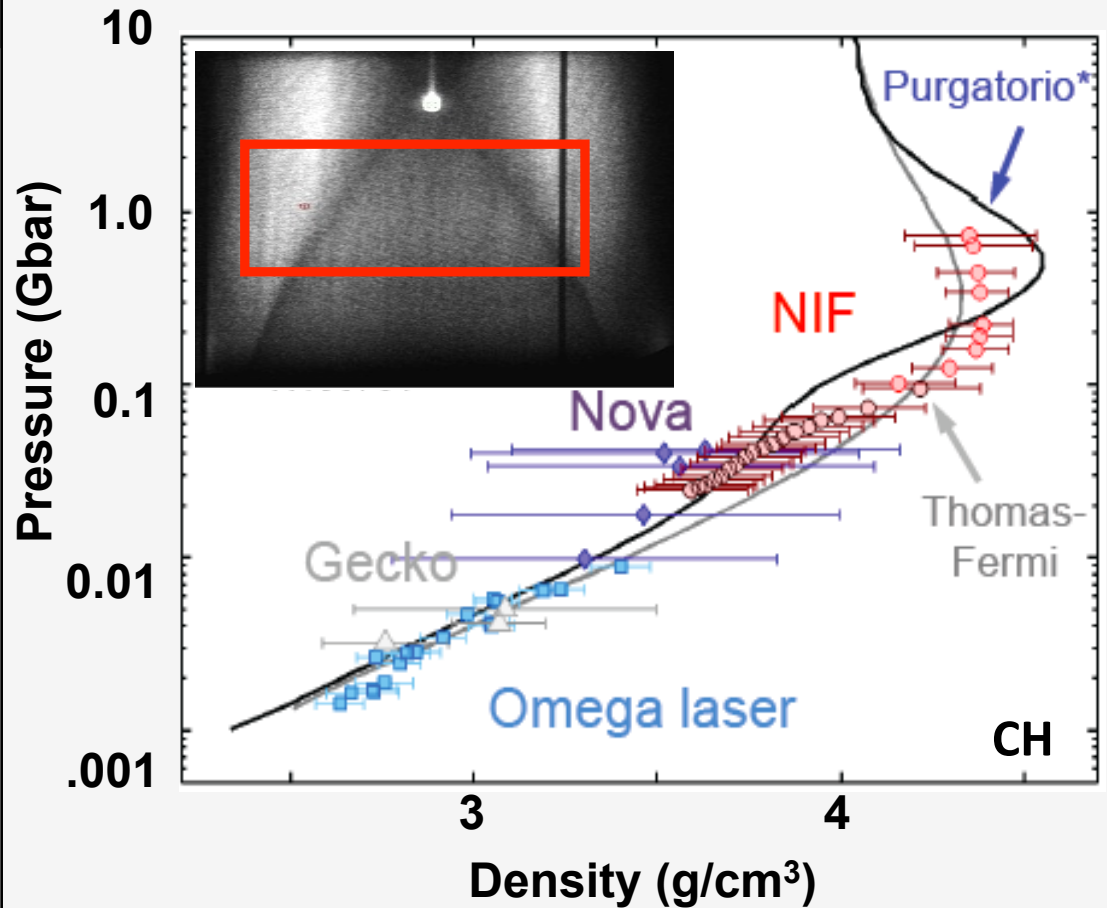 10
1.0
0.1
0.01
.001
Pressure (Gbar)
Purgatorio*
NIF
Nova
Gecko
Thomas-
Fermi
Omega laser
CH
3
4
Density (g/cm³)